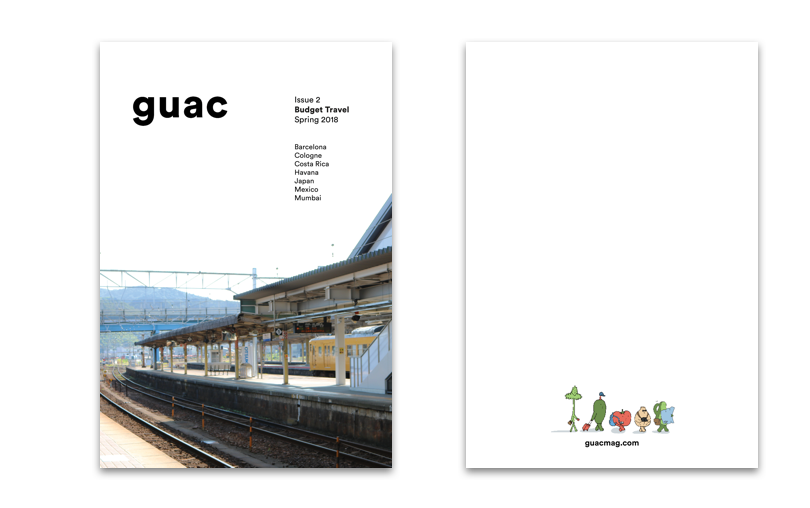 guac
Issue 2
Budget Travel
Spring 2018
Barcelona
Cologne
Costa Rica
Havana
Japan
Mexico
Mumbai
guacmag.com